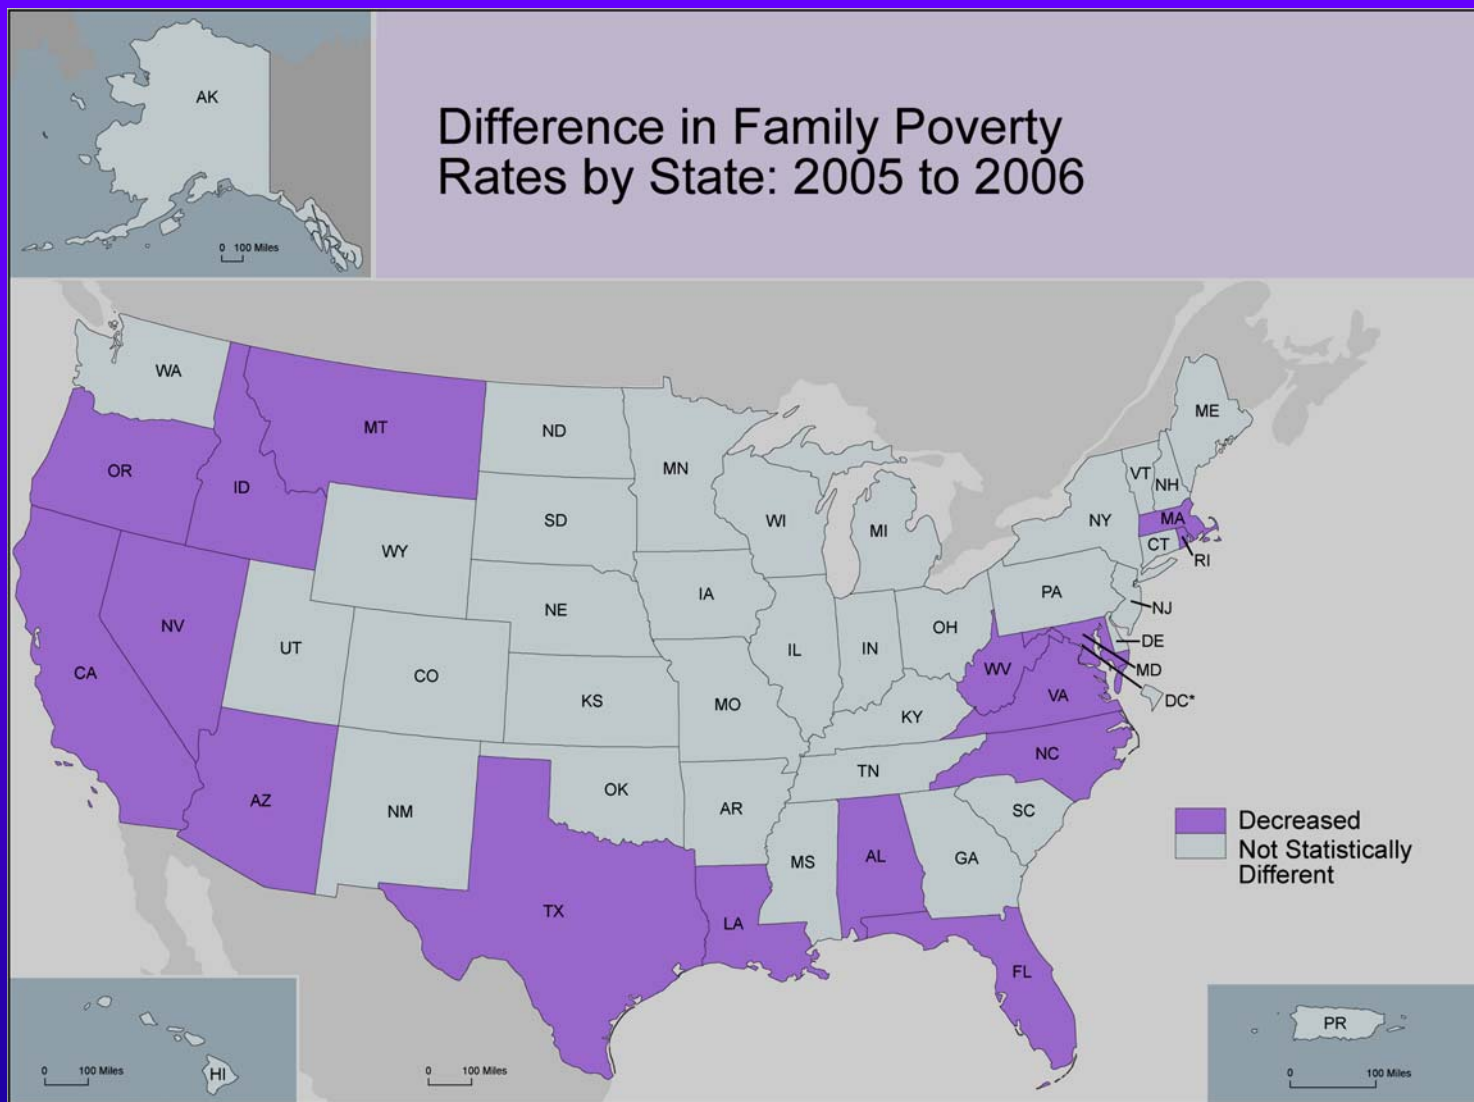 AK
0 100 Miles
Difference in Family Poverty
Rates by State: 2005 to 2006
WA
MT
ND
MN
ME
OR
ID
SD
WI
MI
VT
NH
NY
MA
WY
CT
RI
IA
PA
NE
NJ
NV
OH
UT
IL
IN
DE
CO
WV
MD
CA
VA
DC*
KS
MO
KY
NC
TN
AZ
OK
NM
AR
SC
Decreased
MS
AL
GA
Not Statistically
Different
TX
LA
FL
PR
HI
0 100 Miles
0 100 Miles
0 100 Miles